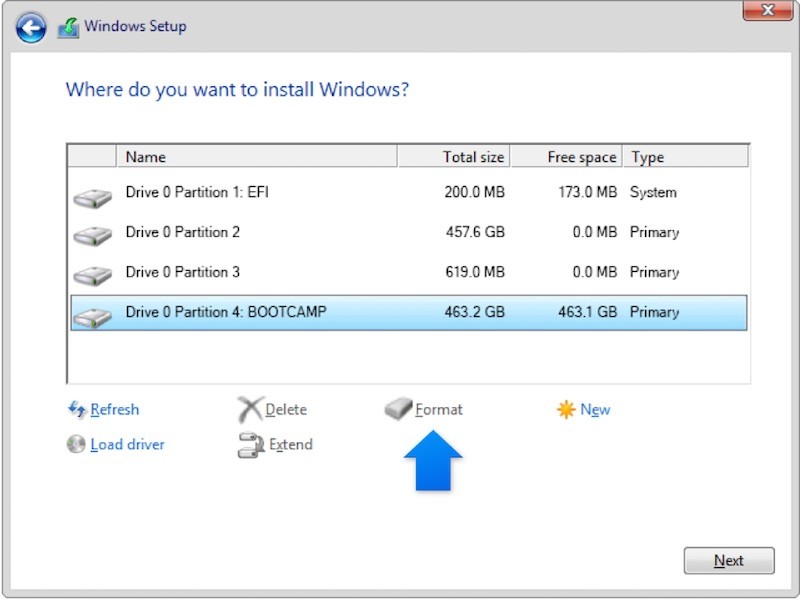 Windows Setup
Where do you want to install Windows?
Name Total size Free space Type
Drive 0 Partition 1: EFI 200.0 MB 173.0 MB System
Drive 0 Partition 2 457.6 GB 0.0 MB Primary
Drive 0 Partition 3 619.0 MB 0.0 MB Primary
Drive 0 Partition 4: BOOTCAMP 463.2 GB 463.1 GB Primary
Refresh Delete Format New
Load driver Extend
Next